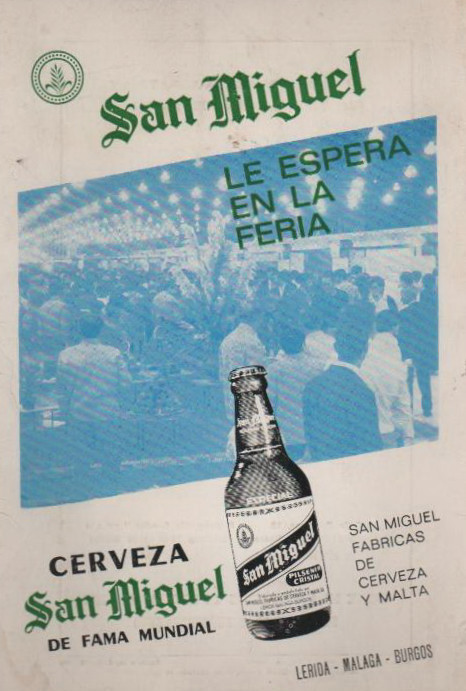 San Miguel
LE ESPERA
EN LA
FERIA
ESPECIAL
San Miguel
PILSENER
CRISTAL
CERVEZA
San Miguel
DE FAMA MUNDIAL
SAN MIGUEL
FABRICAS
DE
CERVEZA
Y MALTA
LERIDA - MALAGA - BURGOS